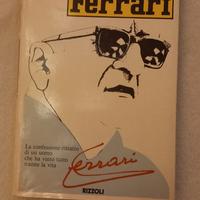 Ferrari
La confessione-ritratto
di un uomo
che ha vinto tutto
tranne la vita
Ferrari
RIZZOLI